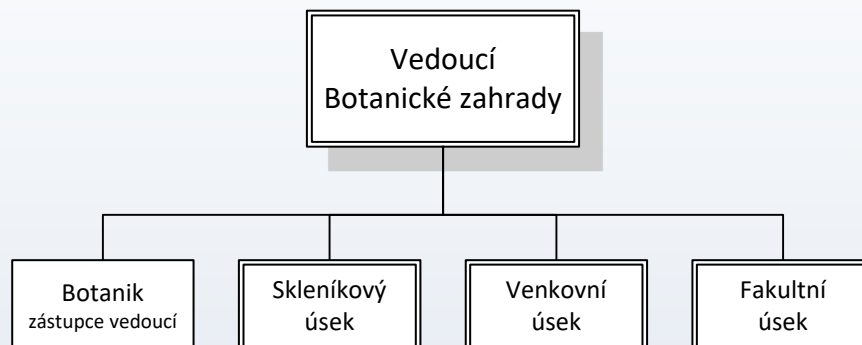 Vedoucí
Botanické zahrady
Botanik
zástupce vedoucí
Skleníkový
úsek
Venkovní
úsek
Fakultní
úsek